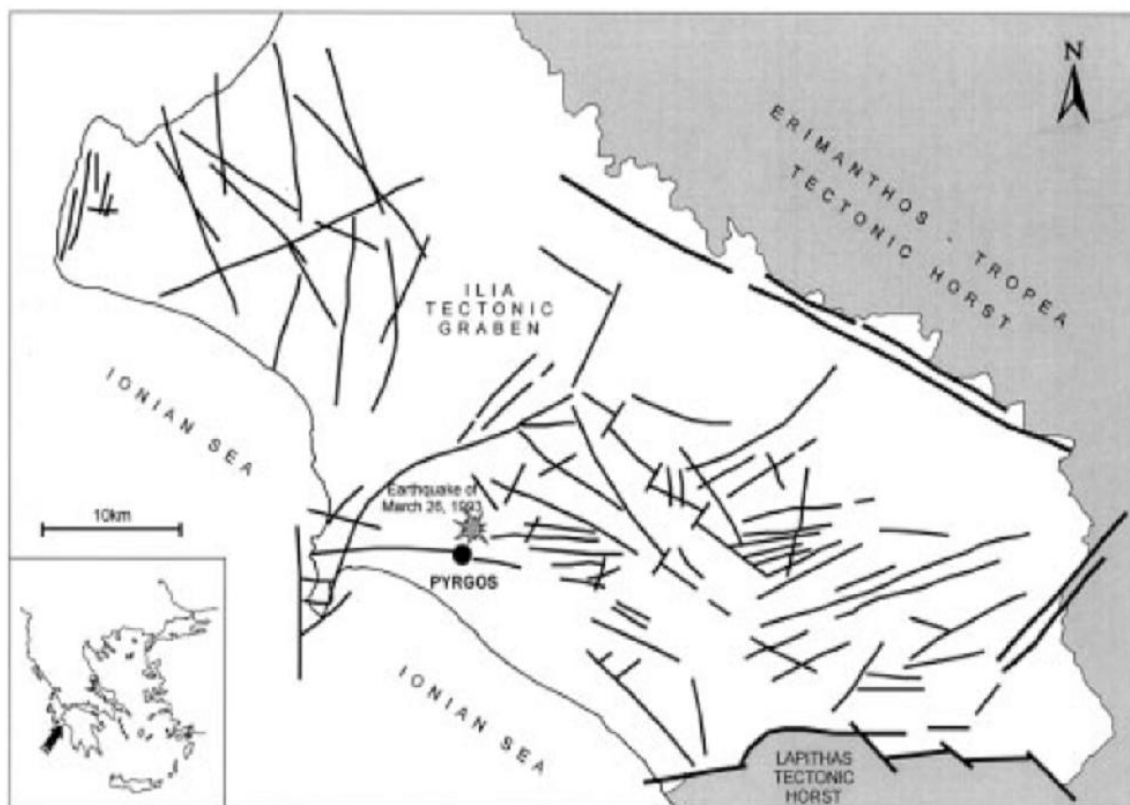 N
ERIMANTHOS - TROPEA
TECTONIC HORST
ILIA
TECTONIC
GRABEN
IONIAN SEA
Earthquake of
March 26, 1993
10km
PYRGOS
IONIAN SEA
LAPITHAS
TECTONIC
HORST